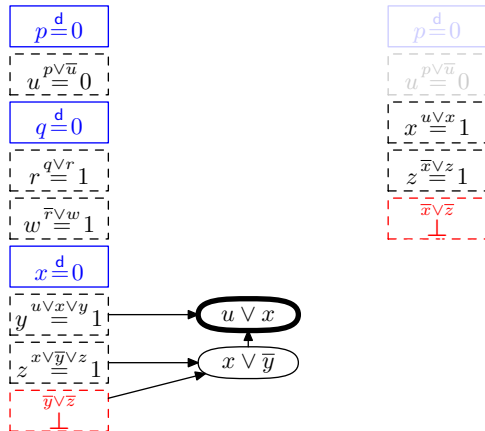 d
p = 0
p ∨ u̅
u = 0
d
q = 0
q ∨ r
r = 1
r̅ ∨ w
w = 1
d
x = 0
u ∨ x ∨ y
y = 1
x ∨ y̅ ∨ z
z = 1
y̅ ∨ z̅
⊥
u ∨ x
x ∨ y̅
d
p = 0
p ∨ u̅
u = 0
u ∨ x
x = 1
x̅ ∨ z
z = 1
x̅ ∨ z̅
⊥